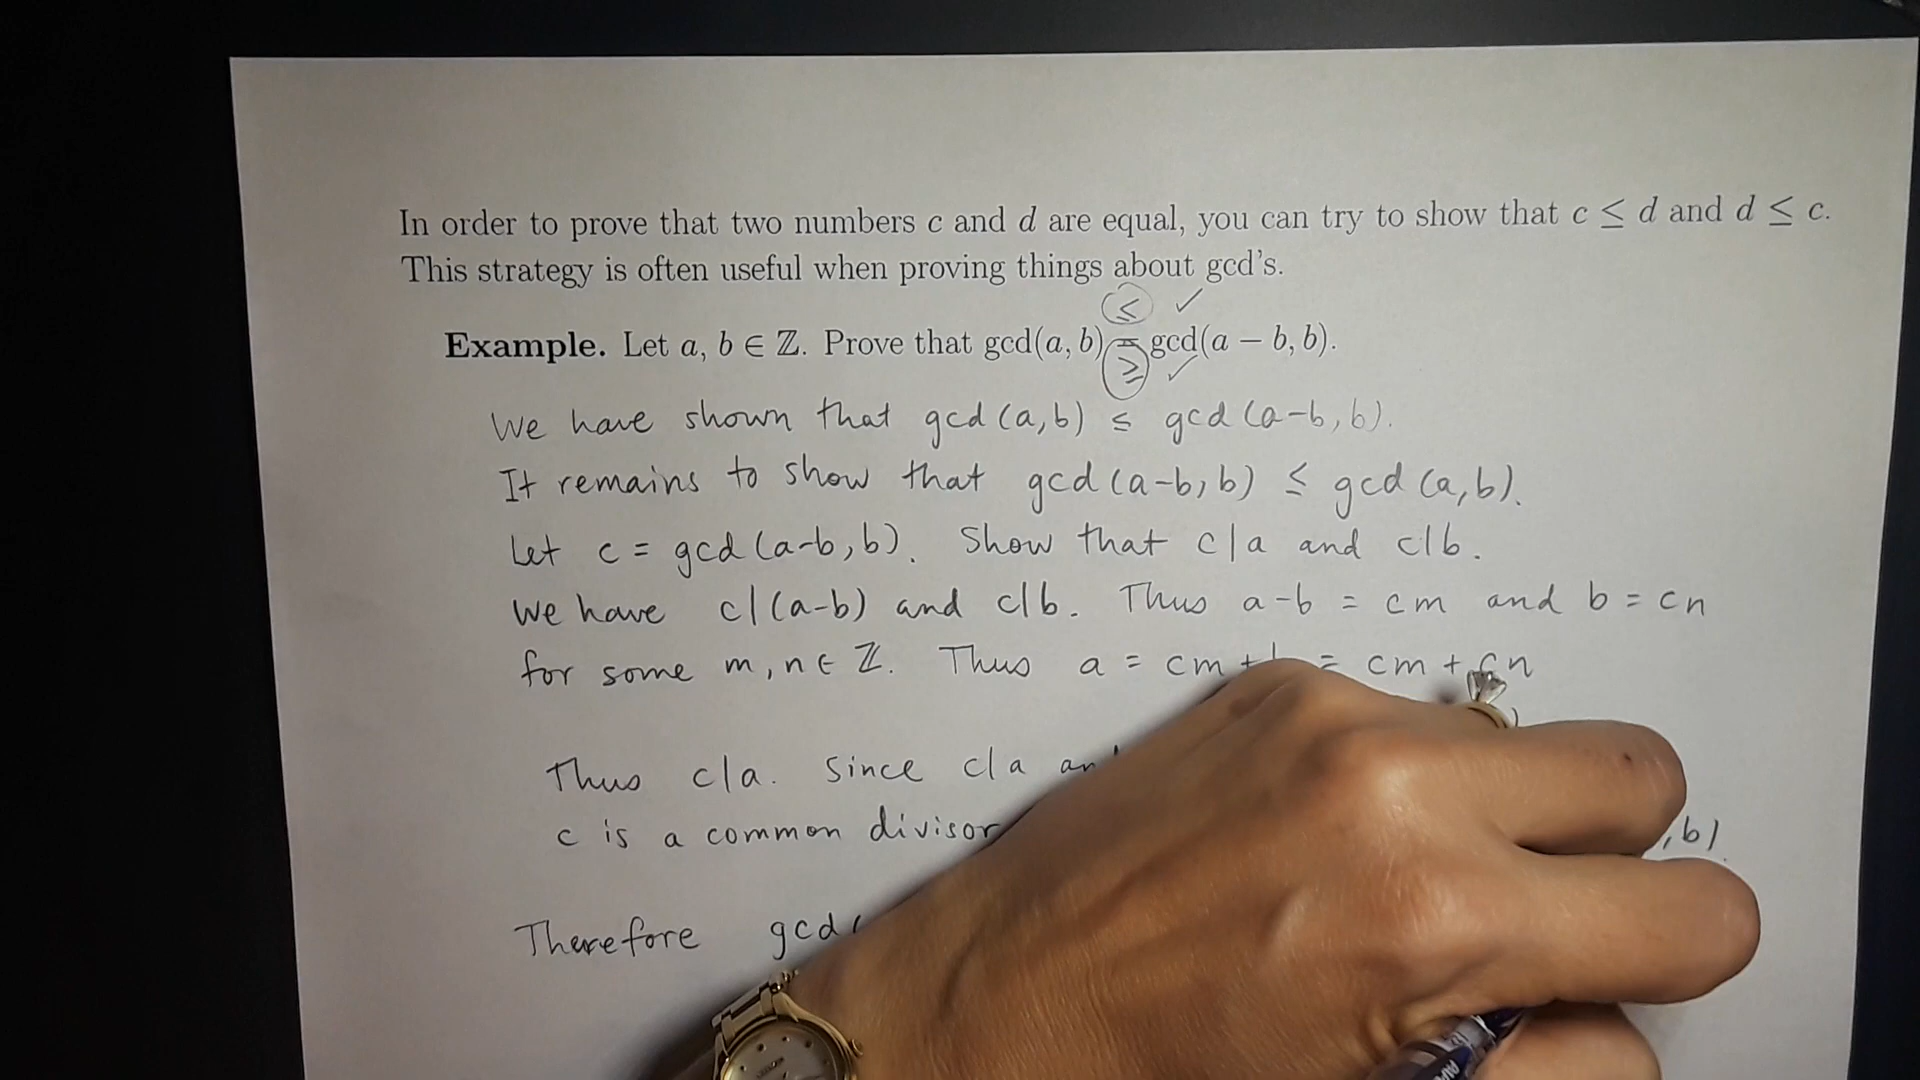 In order to prove that two numbers c and d are equal, you can try to show that c ≤ d and d ≤ c.
This strategy is often useful when proving things about gcd's.
≤ ✓
Example. Let a, b ∈ ℤ. Prove that gcd(a, b) = gcd(a − b, b).
≥ ✓
We have shown that gcd (a,b) ≤ gcd (a-b, b).
It remains to show that gcd (a-b, b) ≤ gcd (a, b).
Let c = gcd (a-b, b). Show that c|a and c|b.
We have c|(a-b) and c|b. Thus a-b = cm and b = cn
for some m, n ∈ ℤ. Thus a = cm + = cm + cn
Thus c|a. Since c|a
c is a common divisor , b).
Therefore gcd(